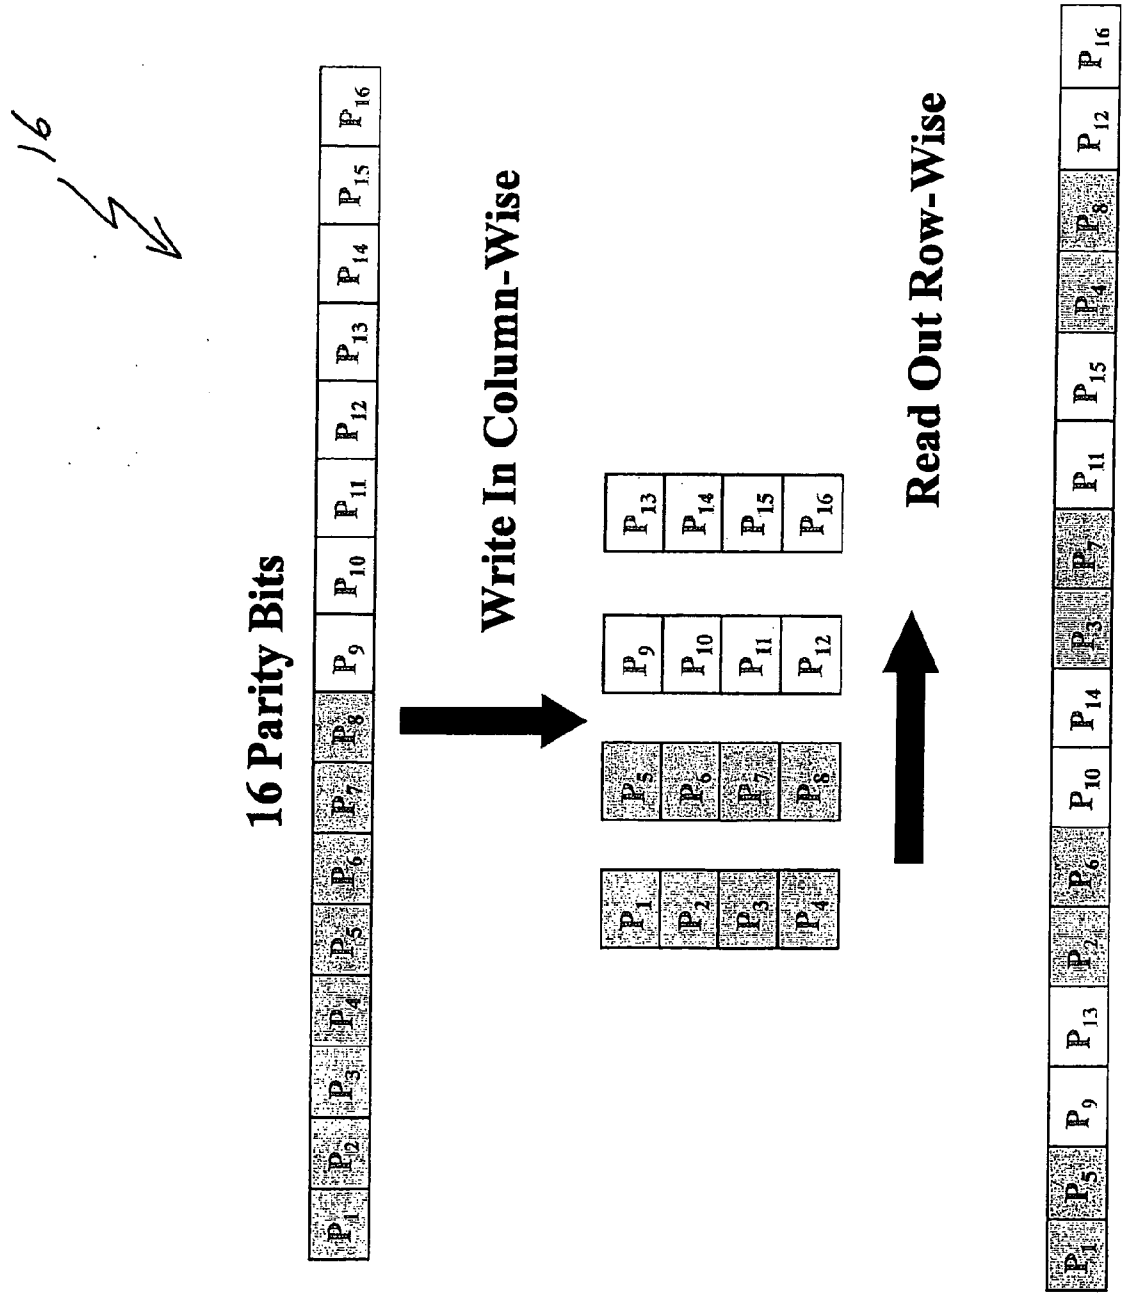 16
16 Parity Bits
P1 P2 P3 P4 P5 P6 P7 P8 P9 P10 P11 P12 P13 P14 P15 P16
Write In Column-Wise
P1 P5 P9 P13
P2 P6 P10 P14
P3 P7 P11 P15
P4 P8 P12 P16
Read Out Row-Wise
P1 P5 P9 P13 P2 P6 P10 P14 P3 P7 P11 P15 P4 P8 P12 P16